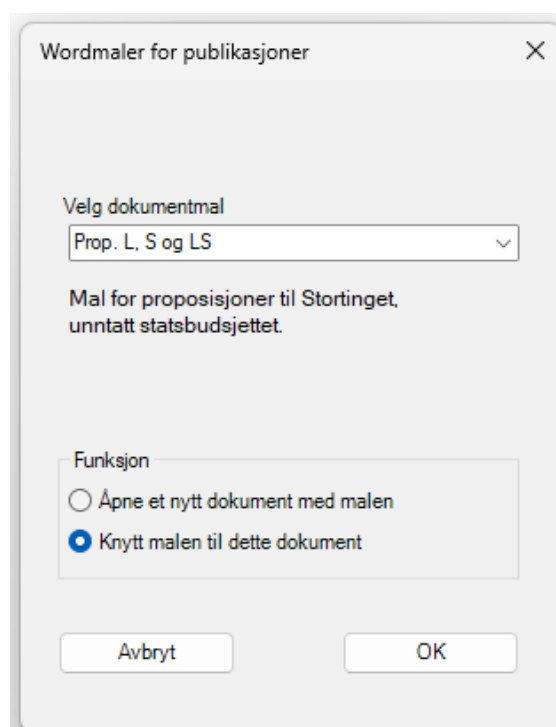 Wordmaler for publikasjoner
Velg dokumentmal
Prop. L, S og LS
Mal for proposisjoner til Stortinget,
unntatt statsbudsjettet.
Funksjon
Åpne et nytt dokument med malen
Knytt malen til dette dokument
Avbryt OK